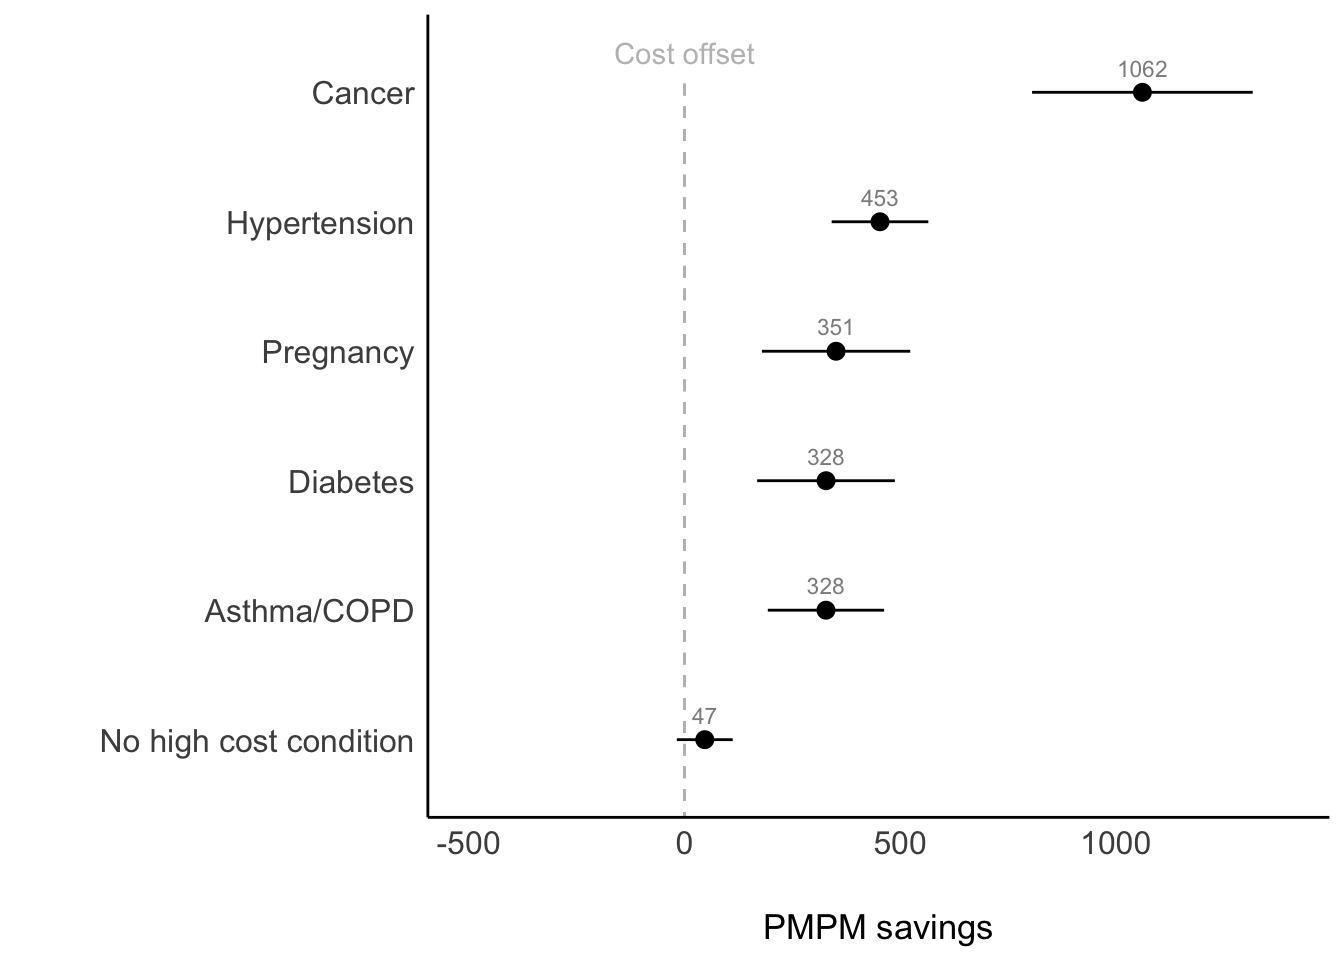 Cost offset
Cancer
1062
Hypertension
453
Pregnancy
351
Diabetes
328
Asthma/COPD
328
No high cost condition
47
-500 0 500 1000
PMPM savings